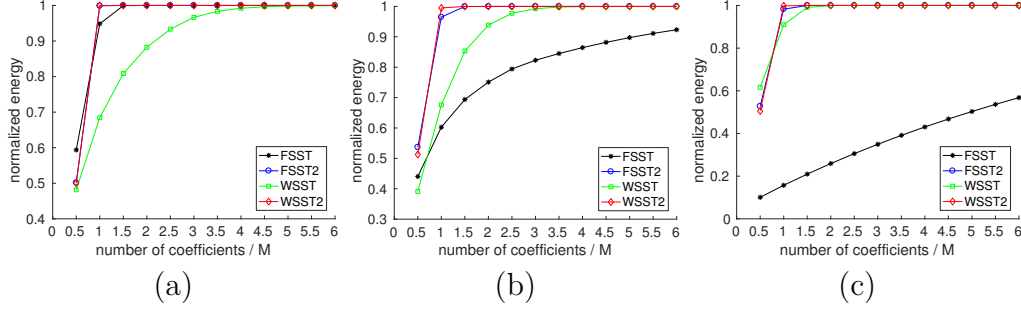 1
0.9
0.8
0.7
0.6
0.5
0.4
normalized energy
0 0.5 1 1.5 2 2.5 3 3.5 4 4.5 5 5.5 6
number of coefficients / M
FSST
FSST2
WSST
WSST2
(a)
1
0.9
0.8
0.7
0.6
0.5
0.4
0.3
normalized energy
0 0.5 1 1.5 2 2.5 3 3.5 4 4.5 5 5.5 6
number of coefficients / M
FSST
FSST2
WSST
WSST2
(b)
1
0.8
0.6
0.4
0.2
0
normalized energy
0 0.5 1 1.5 2 2.5 3 3.5 4 4.5 5 5.5 6
number of coefficients / M
FSST
FSST2
WSST
WSST2
(c)